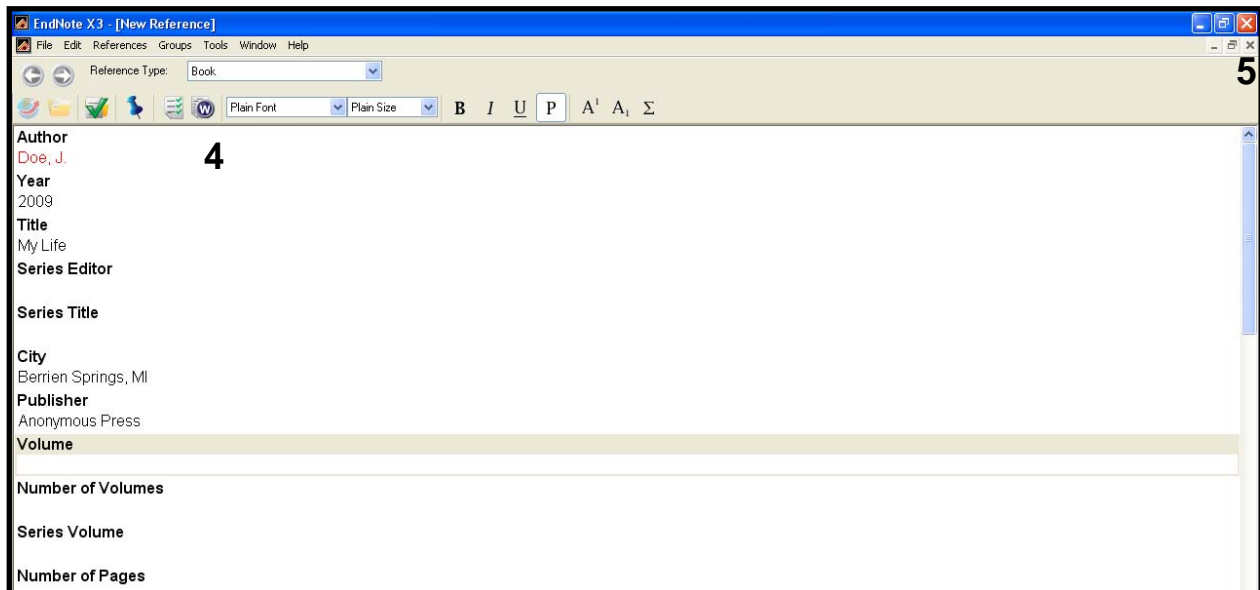 EndNote X3 - [New Reference]
File Edit References Groups Tools Window Help
Reference Type: Book
5
Plain Font Plain Size B I U P A¹ A₁ Σ
Author
Doe, J.
4
Year
2009
Title
My Life
Series Editor
Series Title
City
Berrien Springs, MI
Publisher
Anonymous Press
Volume
Number of Volumes
Series Volume
Number of Pages